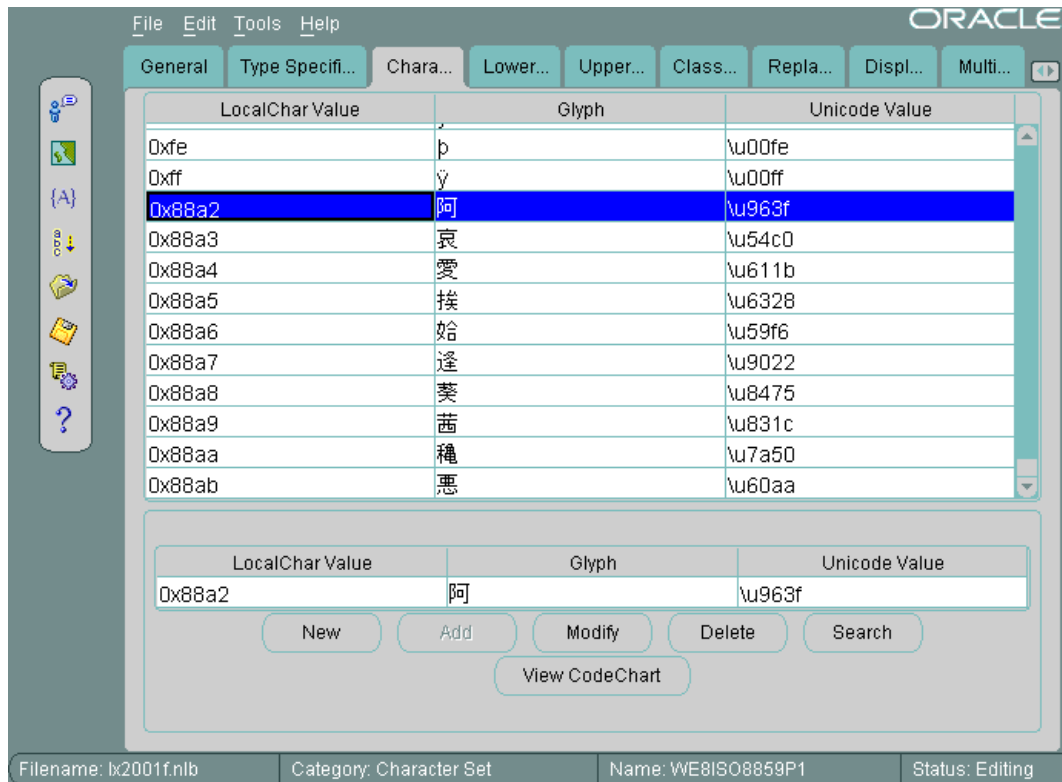 File Edit Tools Help ORACLE
General Type Specifi... Chara... Lower... Upper... Class... Repla... Displ... Multi...
LocalChar Value Glyph Unicode Value
0xfe þ \u00fe
0xff ÿ \u00ff
0x88a2 阿 \u963f
0x88a3 哀 \u54c0
0x88a4 愛 \u611b
0x88a5 挨 \u6328
0x88a6 姶 \u59f6
0x88a7 逢 \u9022
0x88a8 葵 \u8475
0x88a9 茜 \u831c
0x88aa 穐 \u7a50
0x88ab 悪 \u60aa
LocalChar Value Glyph Unicode Value
0x88a2 阿 \u963f
New Add Modify Delete Search
View CodeChart
Filename: lx2001f.nlb Category: Character Set Name: WE8ISO8859P1 Status: Editing
{A}
a
b
c
?